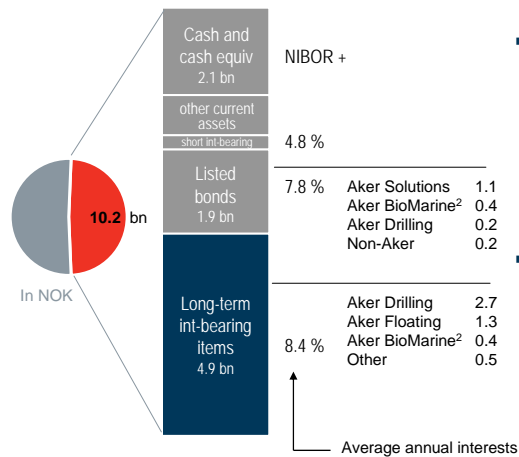 Cash and
cash equiv
2.1 bn
NIBOR +
other current
assets
short int-bearing
4.8 %
Listed
bonds
1.9 bn
7.8 %
Aker Solutions 1.1
Aker BioMarine² 0.4
Aker Drilling 0.2
Non-Aker 0.2
10.2 bn
In NOK
Long-term
int-bearing
items
4.9 bn
8.4 %
Aker Drilling 2.7
Aker Floating 1.3
Aker BioMarine² 0.4
Other 0.5
Average annual interests